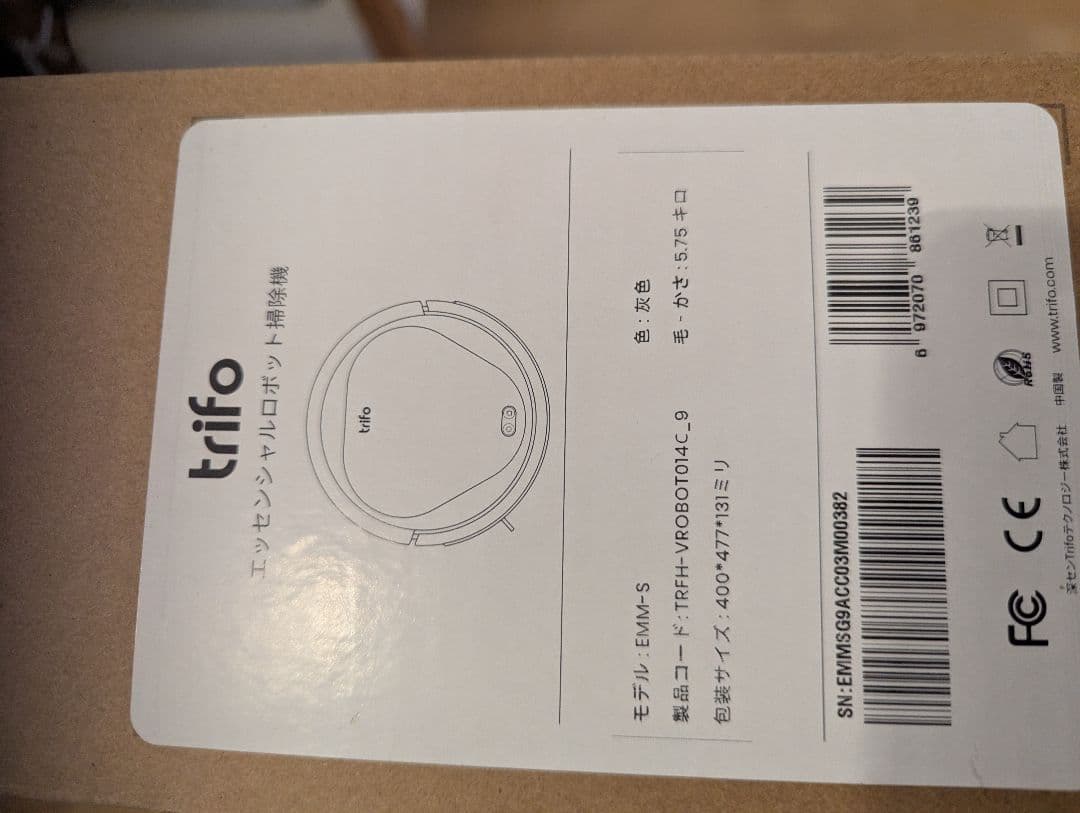 trifo
エッセンシャルロボット掃除機
trifo
モデル:EMM-S
色:灰色
製品コード:TRFH-VROBOT014C_9
毛-かさ:5.75 キロ
包装サイズ:400*477*131ミリ
SN:EMMSG9ACC03M00382
6 972070 861239
FC CE RoHS
深センTrifoテクノロジー株式会社 中国製 www.trifo.com